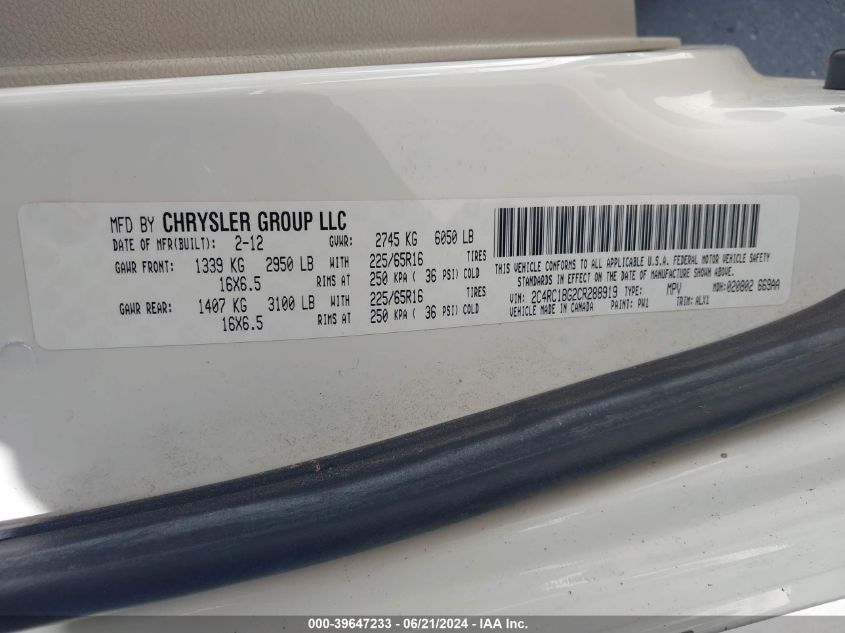 MFD BY CHRYSLER GROUP LLC
DATE OF MFR(BUILT): 2-12 GVWR: 2745 KG 6050 LB
GAWR FRONT: 1339 KG 2950 LB WITH 225/65R16 TIRES
16X6.5 RIMS AT 250 KPA ( 36 PSI) COLD
GAWR REAR: 1407 KG 3100 LB WITH 225/65R16 TIRES
16X6.5 RIMS AT 250 KPA ( 36 PSI) COLD
THIS VEHICLE CONFORMS TO ALL APPLICABLE U.S.A. FEDERAL MOTOR VEHICLE SAFETY
STANDARDS IN EFFECT ON THE DATE OF MANUFACTURE SHOWN ABOVE.
VIN: 2C4RC1BG2CR288919 TYPE: MPV MDH:020802 669AA
VEHICLE MADE IN CANADA PAINT: PW1 TRIM: ALX1
000-39647233 - 06/21/2024 - IAA Inc.